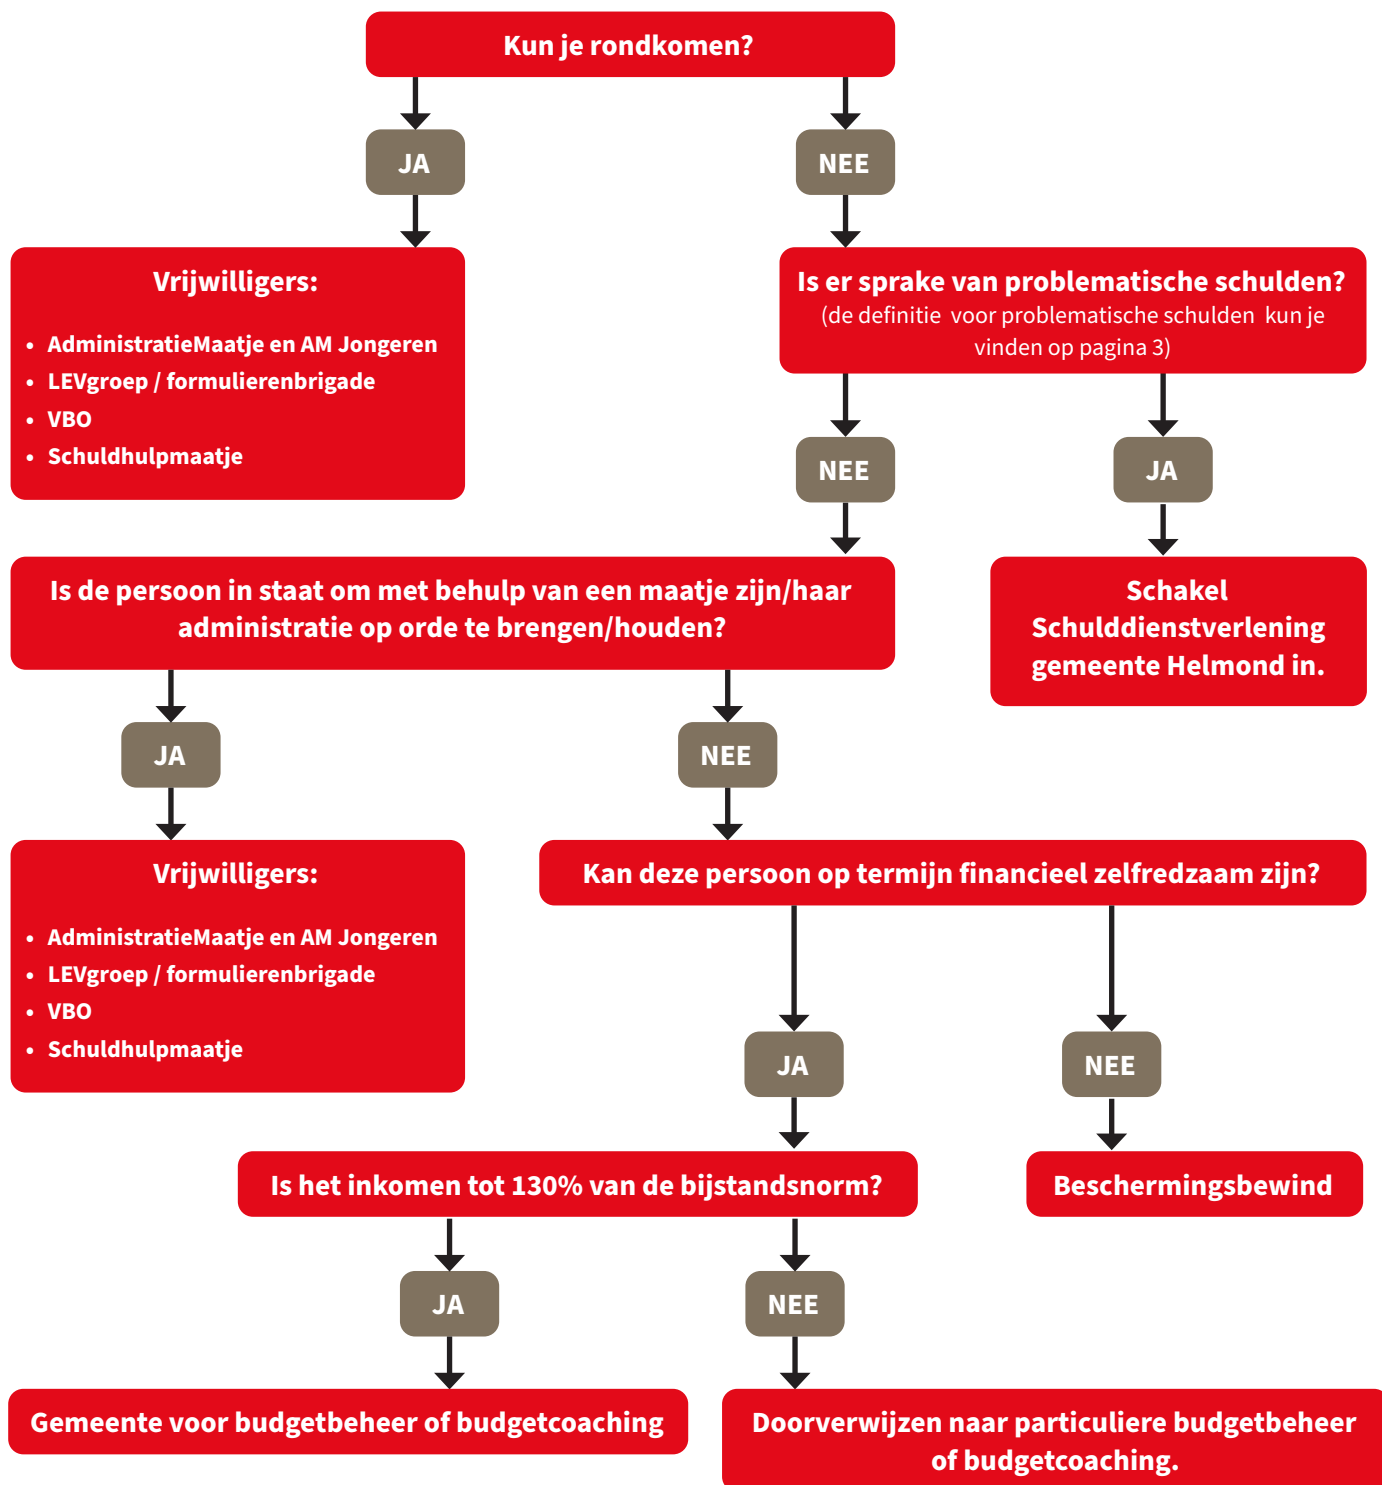 Kun je rondkomen?
JA
NEE
Vrijwilligers:
• AdministratieMaatje en AM Jongeren
• LEVgroep / formulierenbrigade
• VBO
• Schuldhulpmaatje
Is er sprake van problematische schulden?
(de definitie voor problematische schulden kun je
vinden op pagina 3)
NEE
JA
Is de persoon in staat om met behulp van een maatje zijn/haar
administratie op orde te brengen/houden?
Schakel
Schulddienstverlening
gemeente Helmond in.
JA
NEE
Vrijwilligers:
• AdministratieMaatje en AM Jongeren
• LEVgroep / formulierenbrigade
• VBO
• Schuldhulpmaatje
Kan deze persoon op termijn financieel zelfredzaam zijn?
JA
NEE
Is het inkomen tot 130% van de bijstandsnorm?
Beschermingsbewind
JA
NEE
Gemeente voor budgetbeheer of budgetcoaching
Doorverwijzen naar particuliere budgetbeheer
of budgetcoaching.